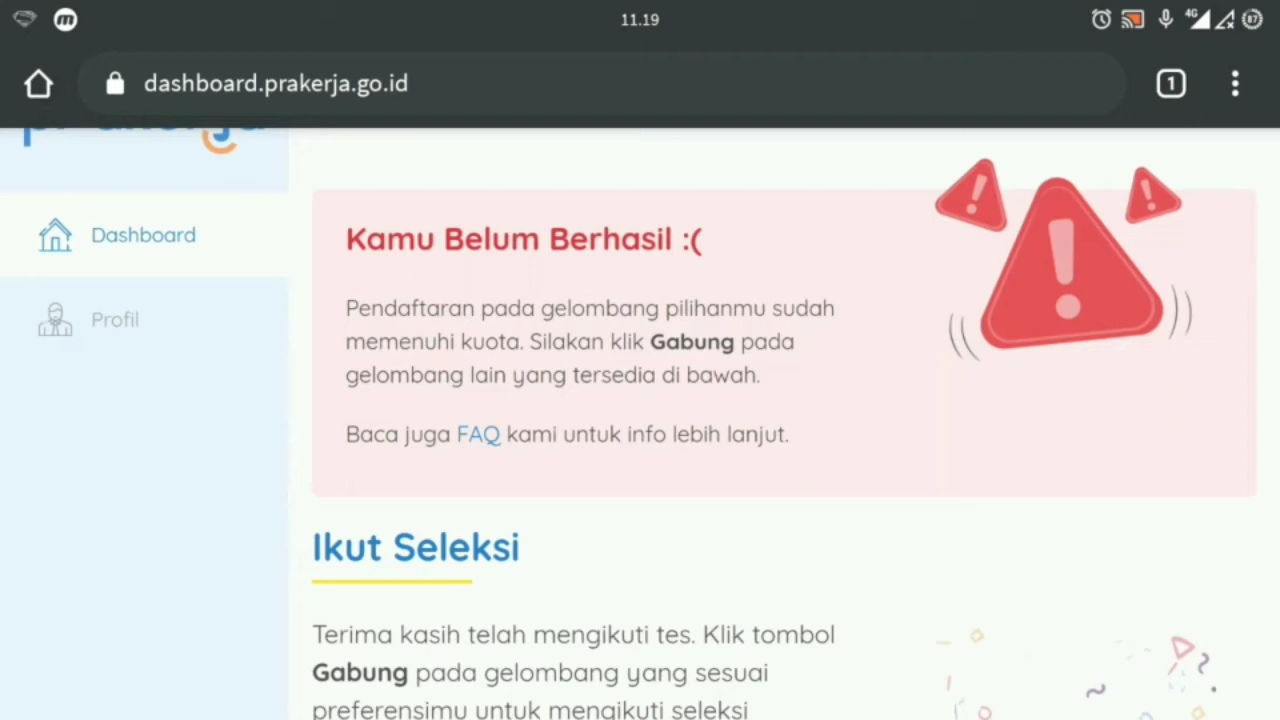 11.19
4G
87
dashboard.prakerja.go.id
1
Dashboard
Profil
Kamu Belum Berhasil :(
Pendaftaran pada gelombang pilihanmu sudah
memenuhi kuota. Silakan klik Gabung pada
gelombang lain yang tersedia di bawah.
Baca juga FAQ kami untuk info lebih lanjut.
Ikut Seleksi
Terima kasih telah mengikuti tes. Klik tombol
Gabung pada gelombang yang sesuai
preferensimu untuk mengikuti seleksi